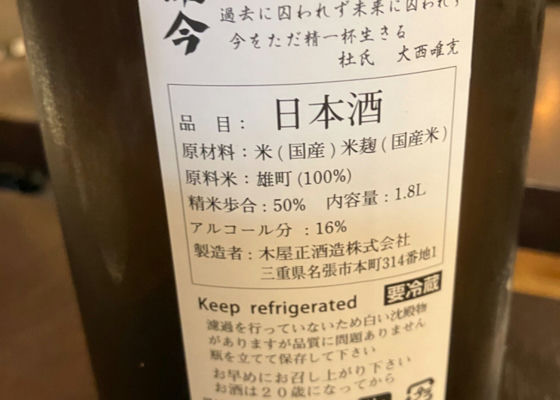 今
過去に囚われず未来に囚われず
今をただ精一杯生きる
杜氏 大西唯克
品 目： 日本酒
原材料：米(国産)米麹(国産米)
原料米：雄町(100%)
精米歩合：50% 内容量：1.8L
アルコール分 ：16%
製造者：木屋正酒造株式会社
三重県名張市本町314番地1
Keep refrigerated 要冷蔵
濾過を行っていないため白い沈殿物
がありますが品質に問題ありません
瓶を立てて保存して下さい
お早めにお召し上がり下さい
お酒は20歳になってから